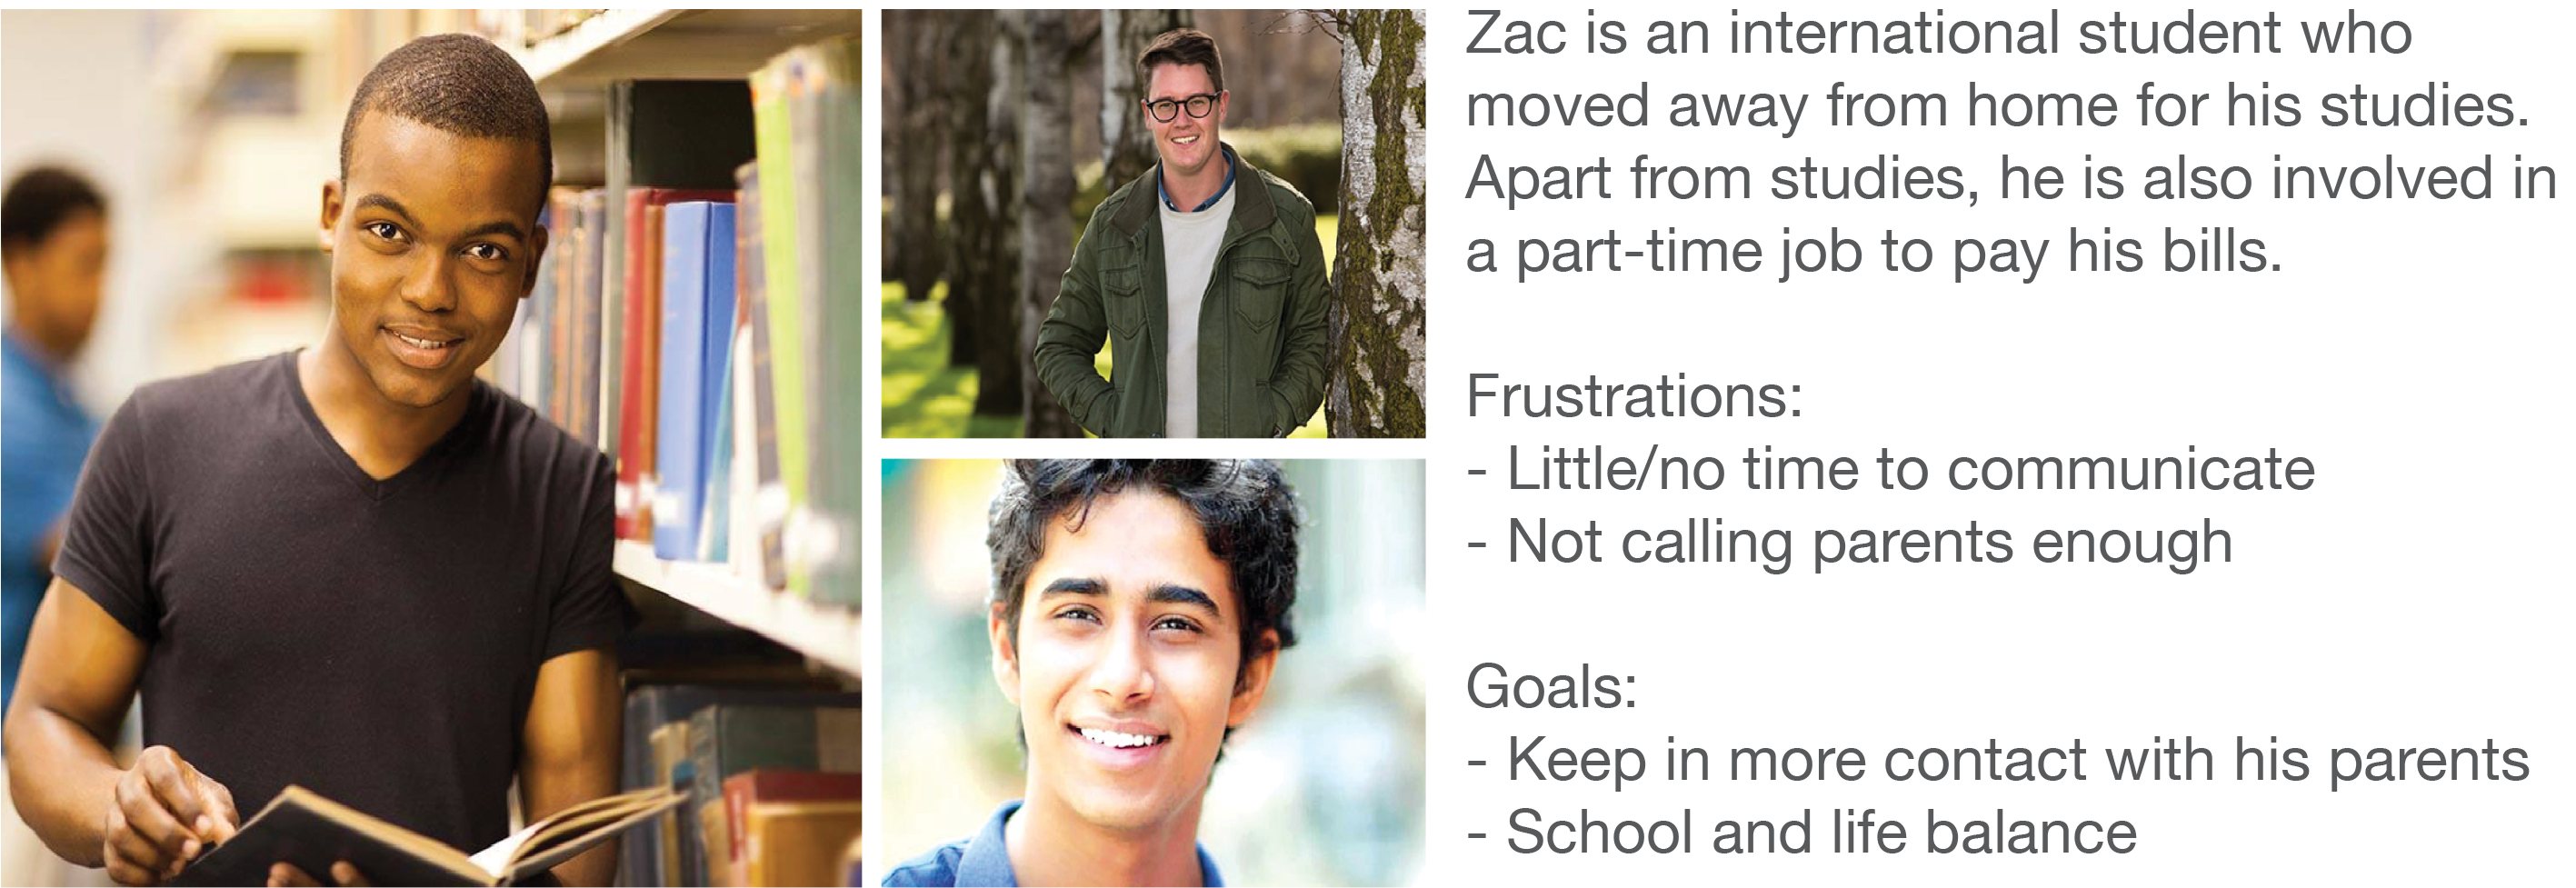 Zac is an international student who
moved away from home for his studies.
Apart from studies, he is also involved in
a part-time job to pay his bills.
Frustrations:
- Little/no time to communicate
- Not calling parents enough
Goals:
- Keep in more contact with his parents
- School and life balance